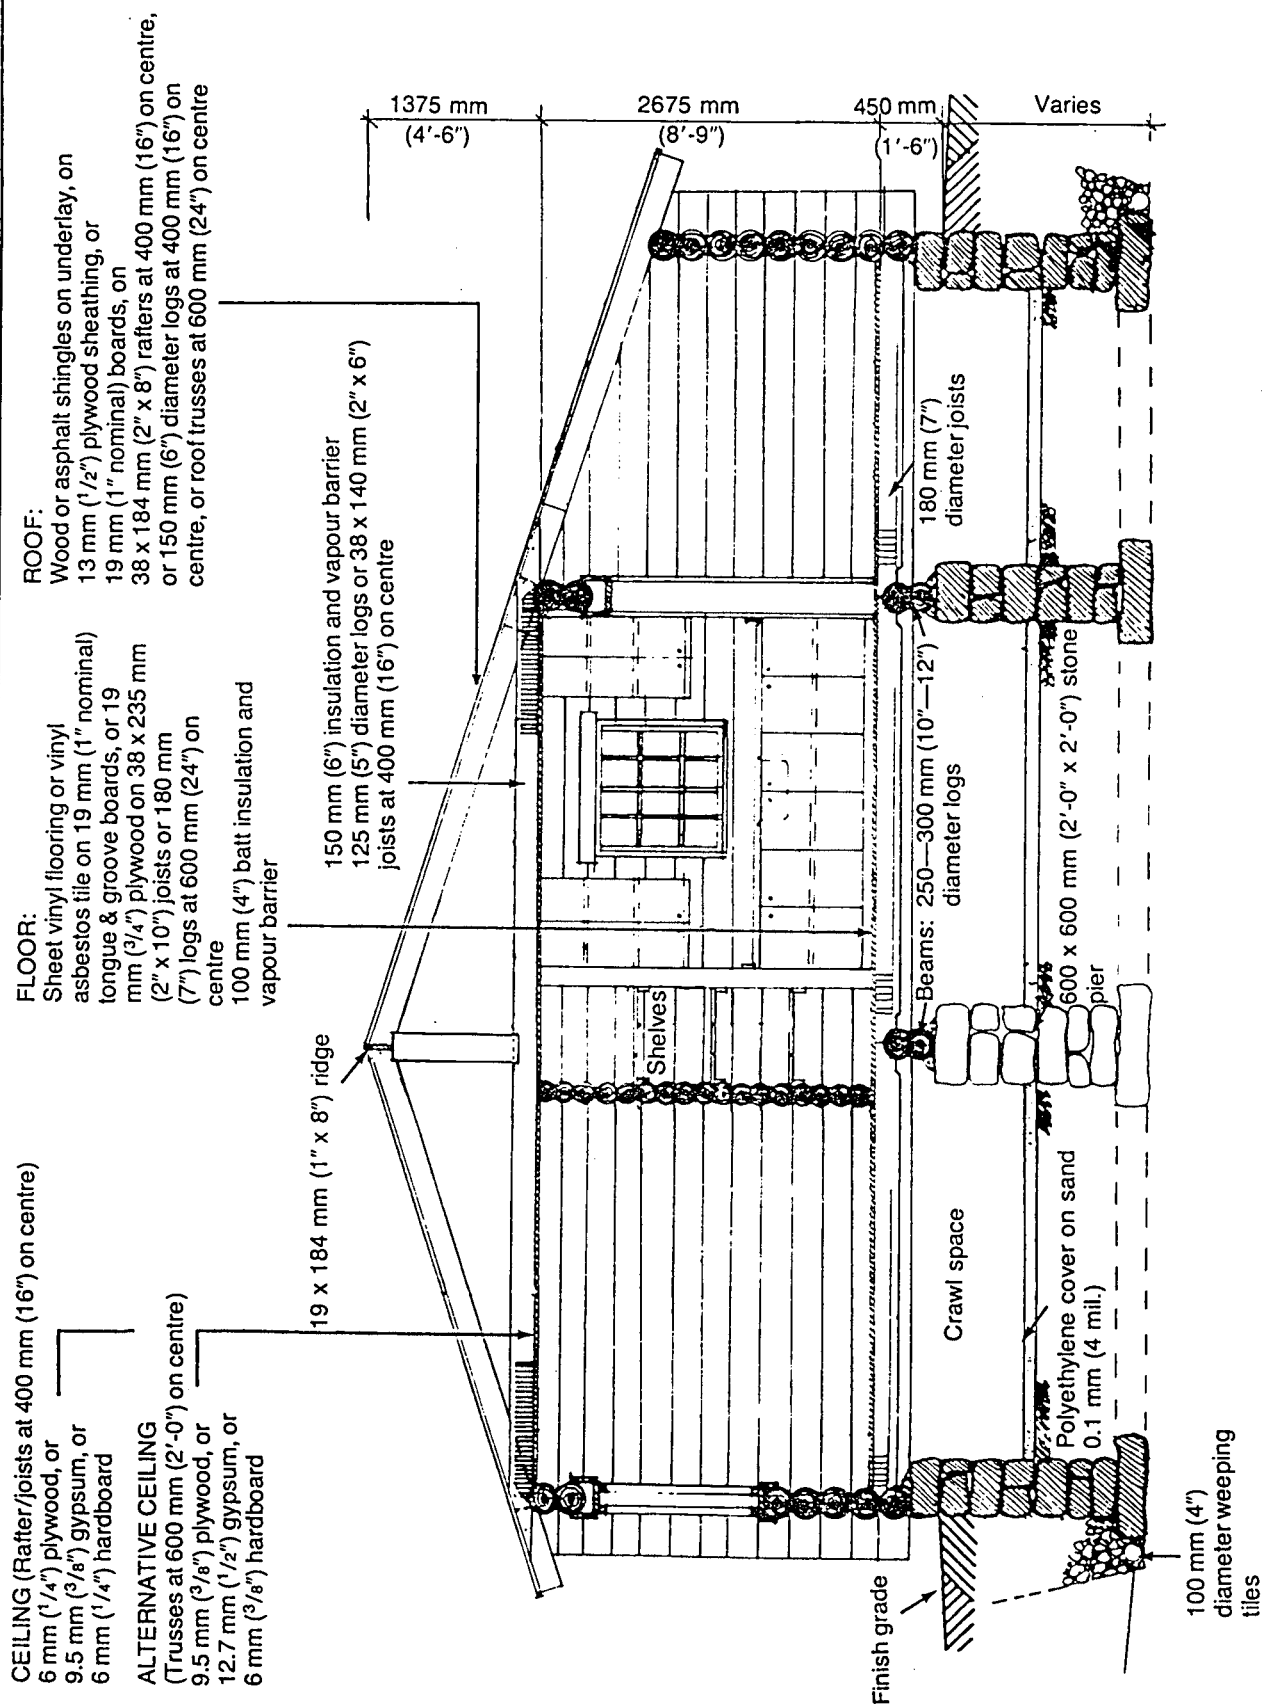 CEILING (Rafter/joists at 400 mm (16″) on centre)
6 mm (1/4″) plywood, or
9.5 mm (3/8″) gypsum, or
6 mm (1/4″) hardboard
ALTERNATIVE CEILING
(Trusses at 600 mm (2′-0″) on centre)
9.5 mm (3/8″) plywood, or
12.7 mm (1/2″) gypsum, or
6 mm (3/8″) hardboard
FLOOR:
Sheet vinyl flooring or vinyl
asbestos tile on 19 mm (1″ nominal)
tongue & groove boards, or 19
mm (3/4″) plywood on 38 x 235 mm
(2″ x 10″) joists or 180 mm
(7″) logs at 600 mm (24″) on
centre
100 mm (4″) batt insulation and
vapour barrier
ROOF:
Wood or asphalt shingles on underlay, on
13 mm (1/2″) plywood sheathing, or
19 mm (1″ nominal) boards, on
38 x 184 mm (2″ x 8″) rafters at 400 mm (16″) on centre,
or 150 mm (6″) diameter logs at 400 mm (16″) on
centre, or roof trusses at 600 mm (24″) on centre
19 x 184 mm (1″ x 8″) ridge
150 mm (6″) insulation and vapour barrier
125 mm (5″) diameter logs or 38 x 140 mm (2″ x 6″)
joists at 400 mm (16″) on centre
1375 mm
(4′-6″)
2675 mm
(8′-9″)
450 mm
(1′-6″)
Varies
Shelves
Beams: 250—300 mm (10″—12″)
diameter logs
180 mm (7″)
diameter joists
Finish grade
Crawl space
Polyethylene cover on sand
0.1 mm (4 mil.)
600 x 600 mm (2′-0″ x 2′-0″) stone
pier
100 mm (4″)
diameter weeping
tiles